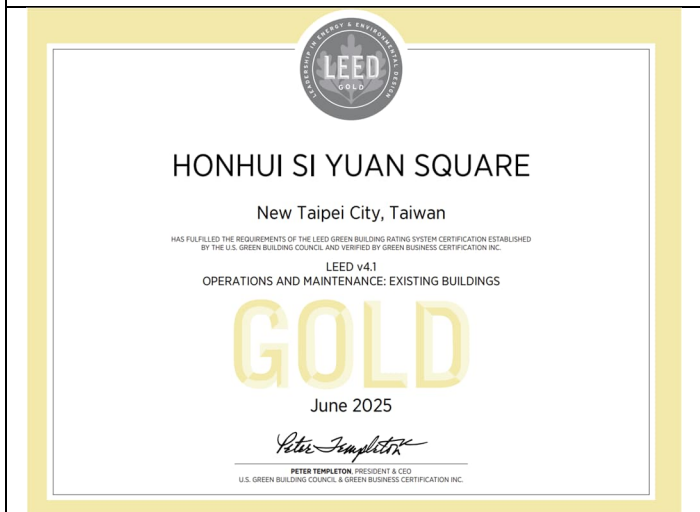 LEADERSHIP IN ENERGY & ENVIRONMENTAL DESIGN
LEED
GOLD
HONHUI SI YUAN SQUARE
New Taipei City, Taiwan
HAS FULFILLED THE REQUIREMENTS OF THE LEED GREEN BUILDING RATING SYSTEM CERTIFICATION ESTABLISHED
BY THE U.S. GREEN BUILDING COUNCIL AND VERIFIED BY GREEN BUSINESS CERTIFICATION INC.
LEED v4.1
OPERATIONS AND MAINTENANCE: EXISTING BUILDINGS
GOLD
June 2025
Peter Templeton
PETER TEMPLETON, PRESIDENT & CEO
U.S. GREEN BUILDING COUNCIL & GREEN BUSINESS CERTIFICATION INC.